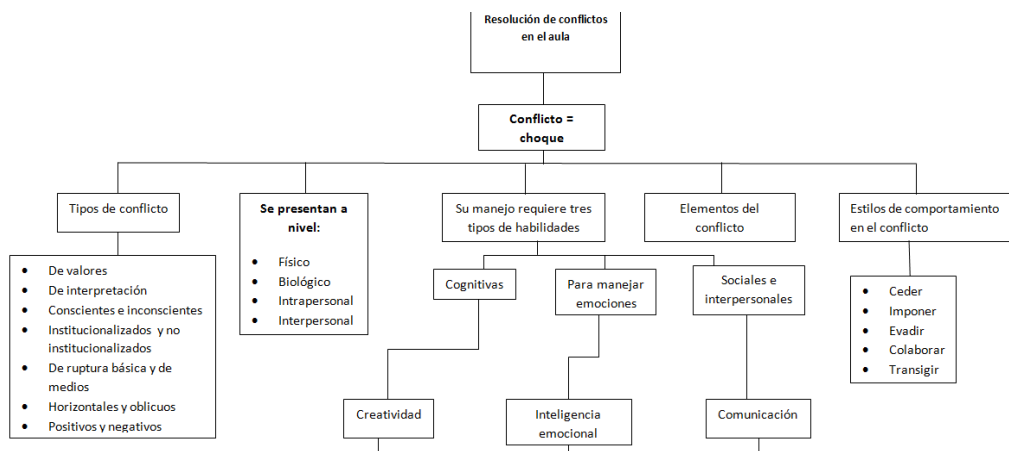 Resolución de conflictos
en el aula
Conflicto =
choque
Tipos de conflicto
Se presentan a
nivel:
Su manejo requiere tres
tipos de habilidades
Elementos del
conflicto
Estilos de comportamiento
en el conflicto
• De valores
• De interpretación
• Conscientes e inconscientes
• Institucionalizados y no
institucionalizados
• De ruptura básica y de
medios
• Horizontales y oblicuos
• Positivos y negativos
• Físico
• Biológico
• Intrapersonal
• Interpersonal
Cognitivas
Para manejar
emociones
Sociales e
interpersonales
• Ceder
• Imponer
• Evadir
• Colaborar
• Transigir
Creatividad
Inteligencia
emocional
Comunicación